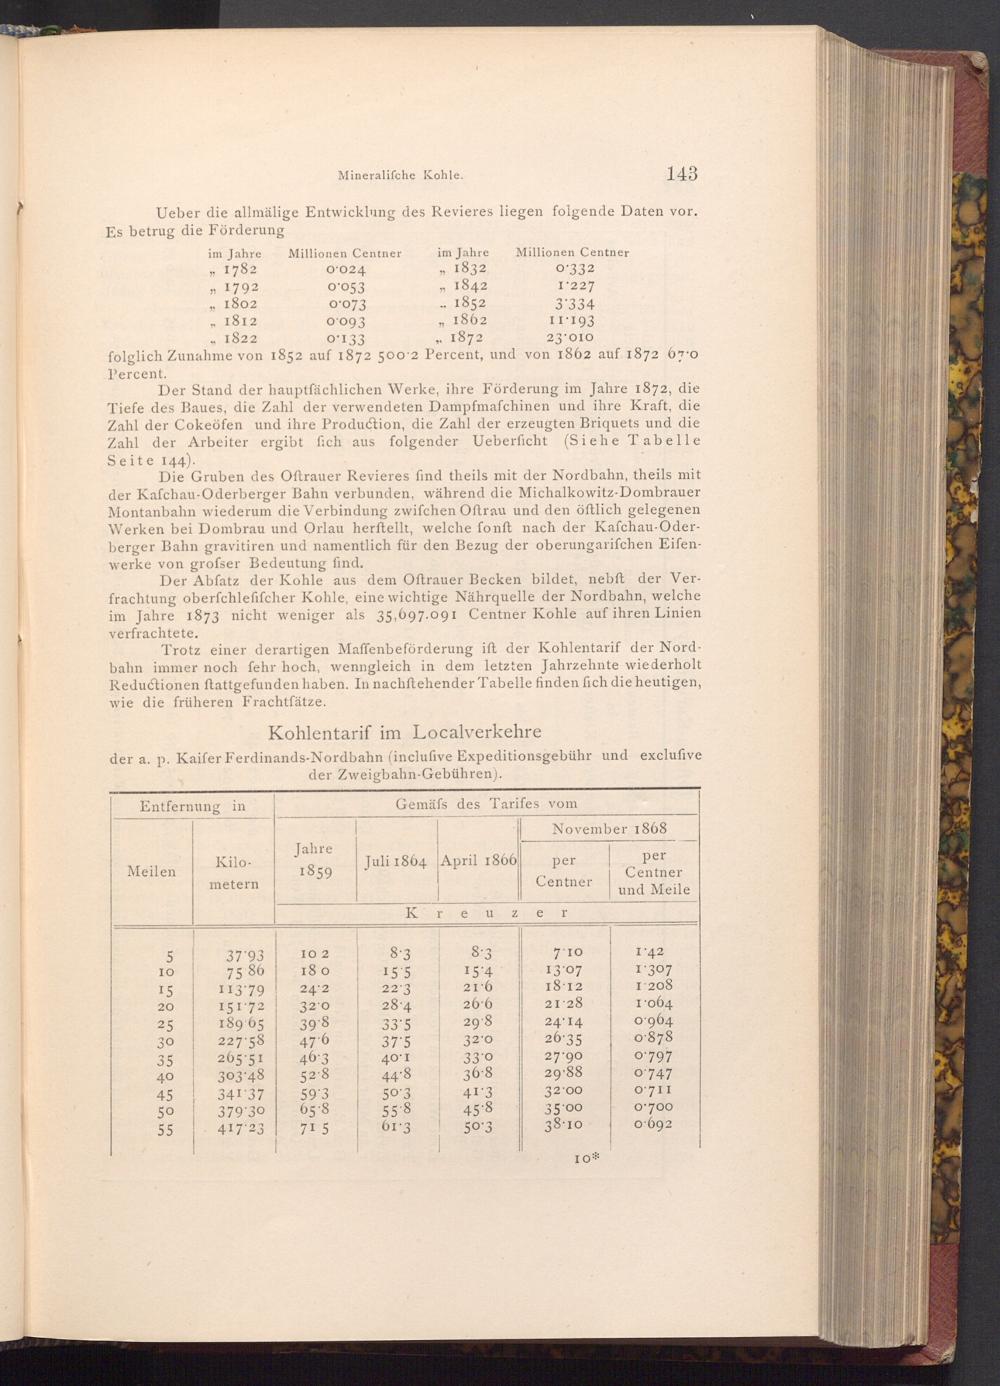 Mineralifche Kohle. 143
Ueber die allmälige Entwicklung des Revieres liegen folgende Daten vor.
Es betrug die Förderung
im Jahre Millionen Centner im Jahre Millionen Centner
„ 1782 0·024 „ 1832 0·332
„ 1792 0·053 „ 1842 1·227
„ 1802 0·073 „ 1852 3·334
„ 1812 0·093 „ 1862 11·193
„ 1822 0·133 „ 1872 23·010
folglich Zunahme von 1852 auf 1872 500·2 Percent, und von 1862 auf 1872 67·0
Percent.
Der Stand der hauptfächlichen Werke, ihre Förderung im Jahre 1872, die
Tiefe des Baues, die Zahl der verwendeten Dampfmafchinen und ihre Kraft, die
Zahl der Cokeöfen und ihre Production, die Zahl der erzeugten Briquets und die
Zahl der Arbeiter ergibt fich aus folgender Ueberficht (Siehe Tabelle
Seite 144).
Die Gruben des Oftrauer Revieres find theils mit der Nordbahn, theils mit
der Kafchau-Oderberger Bahn verbunden, während die Michalkowitz-Dombrauer
Montanbahn wiederum die Verbindung zwifchen Oftrau und den öftlich gelegenen
Werken bei Dombrau und Orlau herftellt, welche fonft nach der Kafchau-Oder-
berger Bahn gravitiren und namentlich für den Bezug der oberungarifchen Eifen-
werke von grofser Bedeutung find.
Der Abfatz der Kohle aus dem Oftrauer Becken bildet, nebft der Ver-
frachtung oberfchlefifcher Kohle, eine wichtige Nährquelle der Nordbahn, welche
im Jahre 1873 nicht weniger als 35,697.091 Centner Kohle auf ihren Linien
verfrachtete.
Trotz einer derartigen Maffenbeförderung ift der Kohlentarif der Nord-
bahn immer noch fehr hoch, wenngleich in dem letzten Jahrzehnte wiederholt
Reductionen ftattgefunden haben. In nachftehender Tabelle finden fich die heutigen,
wie die früheren Frachtfätze.
Kohlentarif im Localverkehre
der a. p. Kaifer Ferdinands-Nordbahn (inclufive Expeditionsgebühr und exclufive
der Zweigbahn-Gebühren).
Entfernung in Gemäfs des Tarifes vom
November 1868
Meilen Kilo-metern Jahre 1859 Juli 1864 April 1866 per Centner per Centner und Meile
Kreuzer
5 37·93 10 2 8·3 8·3 7·10 1·42
10 75 86 18 0 15 5 15·4 13·07 1·307
15 113·79 24·2 22 3 21·6 18·12 1 208
20 151·72 32·0 28·4 26·6 21·28 1·064
25 189 65 39·8 33·5 29·8 24·14 0·964
30 227·58 47·6 37·5 32·0 26·35 0·878
35 265·51 46·3 40·1 33·0 27·90 0·797
40 303·48 52·8 44·8 36·8 29·88 0·747
45 341·37 59·3 50·3 41·3 32·00 0·711
50 379·30 65·8 55·8 45·8 35·00 0·700
55 417·23 71 5 61·3 50·3 38·10 0·692
10*